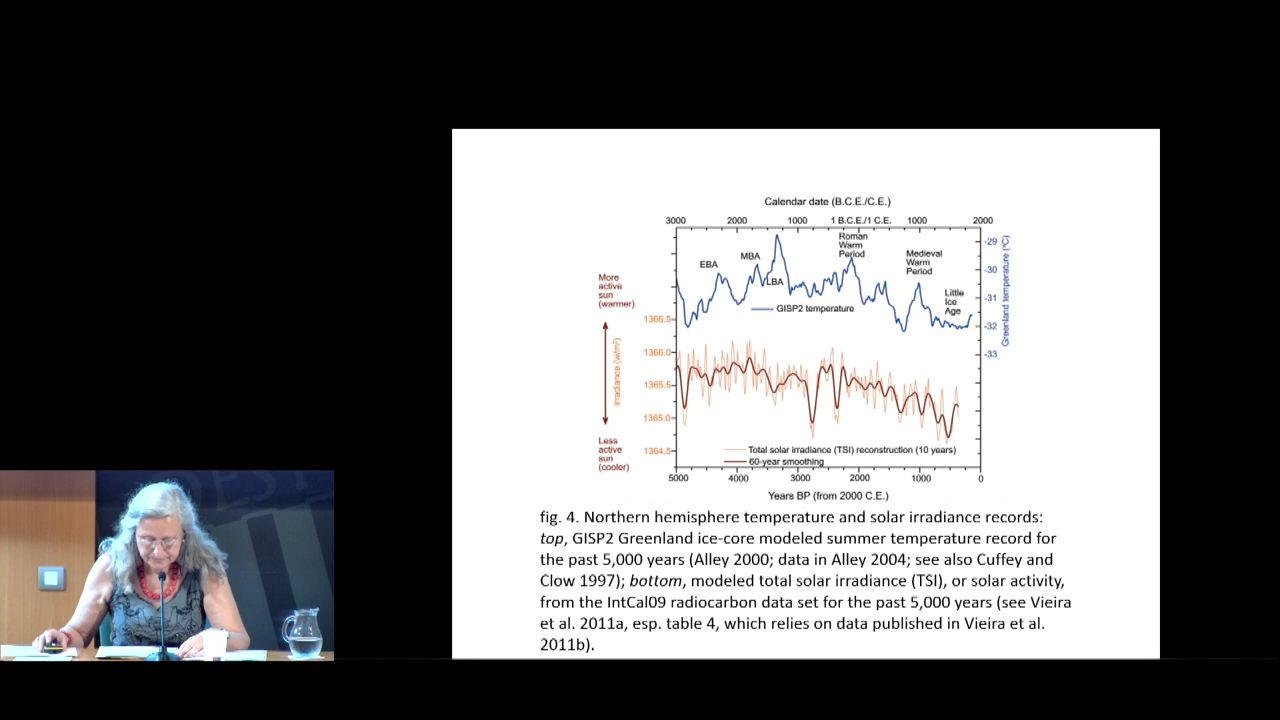 Calendar date (B.C.E./C.E.)
3000 2000 1000 1 B.C.E./1 C.E. 1000 2000
Roman
Warm
Period
Medieval
Warm
Period
Little
Ice
Age
EBA
MBA
LBA
GISP2 temperature
-29
-30
-31
-32
-33
Greenland temperature (°C)
More
active
sun
(warmer)
Irradiance (w/m²)
Less
active
sun
(cooler)
1366.5
1366.0
1365.5
1365.0
1364.5
Total solar irradiance (TSI) reconstruction (10 years)
60-year smoothing
5000 4000 3000 2000 1000 0
Years BP (from 2000 C.E.)
fig. 4. Northern hemisphere temperature and solar irradiance records:
top, GISP2 Greenland ice-core modeled summer temperature record for
the past 5,000 years (Alley 2000; data in Alley 2004; see also Cuffey and
Clow 1997); bottom, modeled total solar irradiance (TSI), or solar activity,
from the IntCal09 radiocarbon data set for the past 5,000 years (see Vieira
et al. 2011a, esp. table 4, which relies on data published in Vieira et al.
2011b).